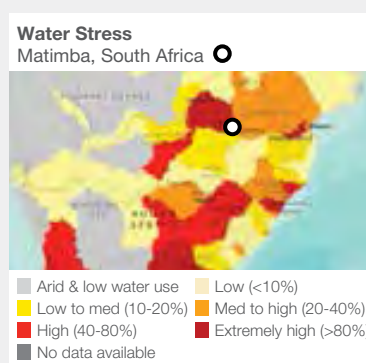 Water Stress
Matimba, South Africa
Arid & low water use
Low (<10%)
Low to med (10-20%)
Med to high (20-40%)
High (40-80%)
Extremely high (>80%)
No data available